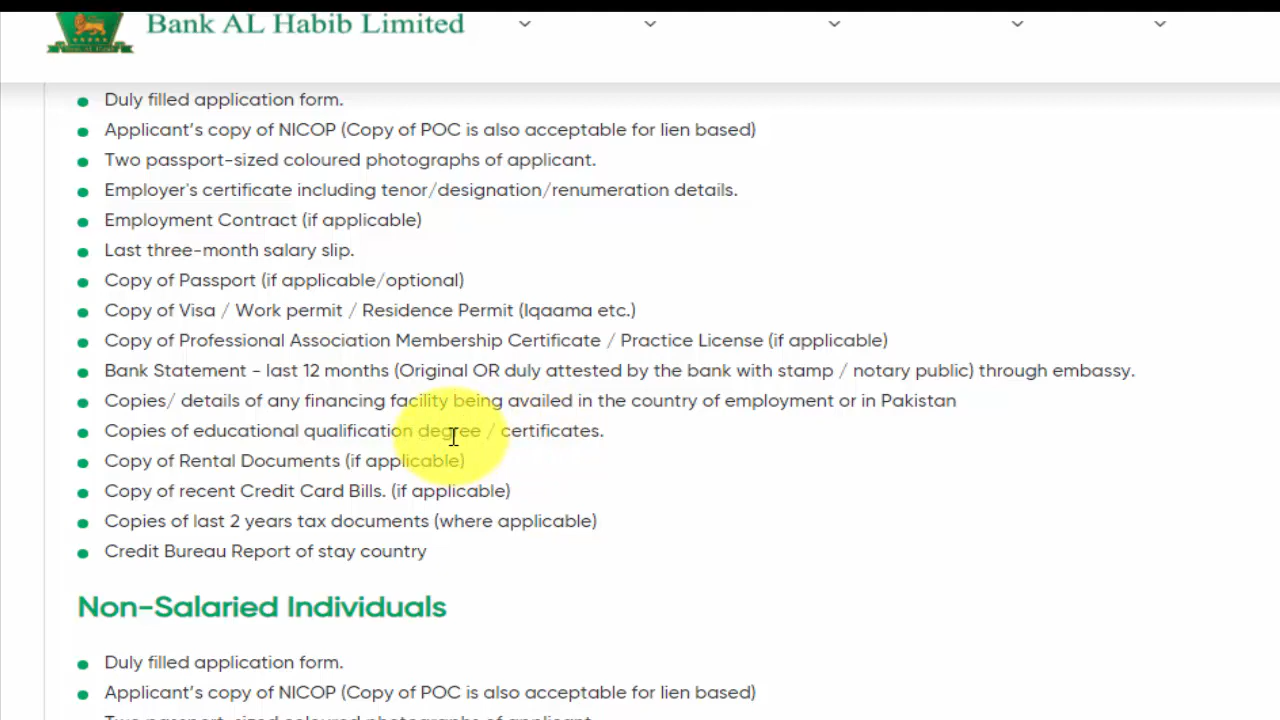 Bank AL Habib Limited
Duly filled application form.
Applicant's copy of NICOP (Copy of POC is also acceptable for lien based)
Two passport-sized coloured photographs of applicant.
Employer's certificate including tenor/designation/renumeration details.
Employment Contract (if applicable)
Last three-month salary slip.
Copy of Passport (if applicable/optional)
Copy of Visa / Work permit / Residence Permit (Iqaama etc.)
Copy of Professional Association Membership Certificate / Practice License (if applicable)
Bank Statement - last 12 months (Original OR duly attested by the bank with stamp / notary public) through embassy.
Copies/ details of any financing facility being availed in the country of employment or in Pakistan
Copies of educational qualification degree / certificates.
Copy of Rental Documents (if applicable)
Copy of recent Credit Card Bills. (if applicable)
Copies of last 2 years tax documents (where applicable)
Credit Bureau Report of stay country
Non-Salaried Individuals
Duly filled application form.
Applicant's copy of NICOP (Copy of POC is also acceptable for lien based)
Two passport-sized coloured photographs of applicant.